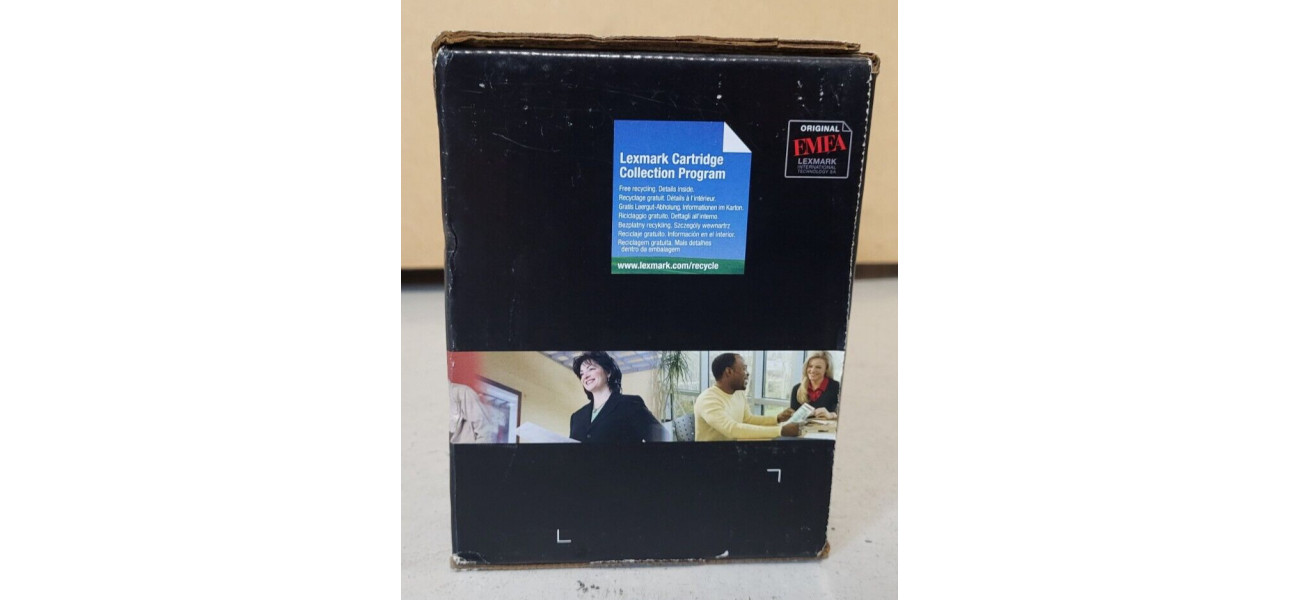 Lexmark Cartridge
Collection Program
Free recycling. Details inside.
Recyclage gratuit. Détails à l'intérieur.
Gratis Leergut-Abholung. Informationen im Karton.
Riciclaggio gratuito. Dettagli all'interno.
Bezpłatny recykling. Szczegóły wewnątrz
Reciclaje gratuito. Información en el interior.
Reciclagem gratuita. Mais detalhes
dentro da embalagem
www.lexmark.com/recycle
ORIGINAL
EMEA
LEXMARK
INTERNATIONAL
TECHNOLOGY SA